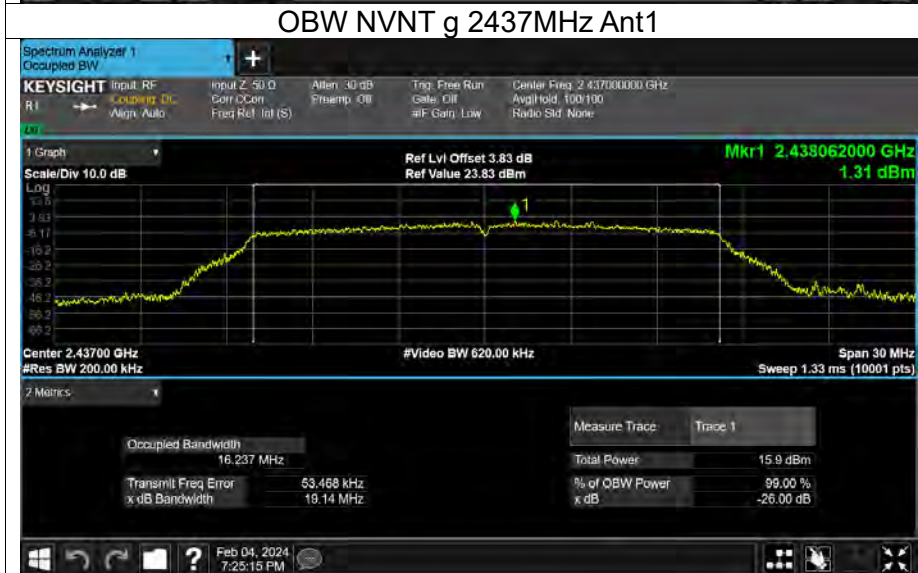 OBW NVNT g 2437MHz Ant1
Spectrum Analyzer 1
Occupied BW
+
KEYSIGHT Input: RF Input Z: 50 Ω Atten: 30 dB Trig: Free Run Center Freq: 2.437000000 GHz
Coupling: DC Corr CCorr Preamp: Off Gate: Off Avg|Hold: 100/100
Align: Auto Freq Ref: Int (S) #IF Gain: Low Radio Std: None
1 Graph Ref Lvl Offset 3.83 dB Mkr1 2.438062000 GHz
Scale/Div 10.0 dB Ref Value 23.83 dBm 1.31 dBm
Log
13.8
3.83
-6.17
-16.2
-26.2
-36.2
-46.2
-56.2
-66.2
1
Center 2.43700 GHz #Video BW 620.00 kHz Span 30 MHz
#Res BW 200.00 kHz Sweep 1.33 ms (10001 pts)
2 Metrics
Measure Trace Trace 1
Occupied Bandwidth
16.237 MHz Total Power 15.9 dBm
Transmit Freq Error 53.468 kHz % of OBW Power 99.00 %
x dB Bandwidth 19.14 MHz x dB -26.00 dB
? Feb 04, 2024
7:25:15 PM